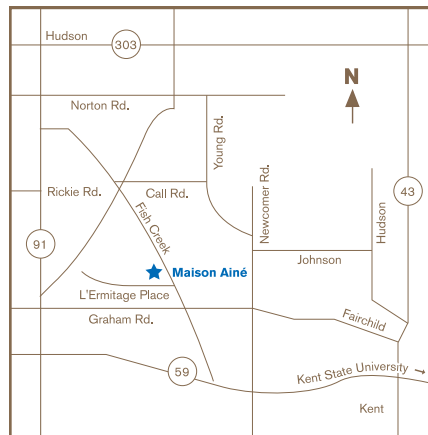 Hudson
303
N
Norton Rd.
Young Rd.
Rickie Rd.
Call Rd.
43
Newcomer Rd.
Hudson
Fish Creek
91
Johnson
Maison Ainé
L'Ermitage Place
Graham Rd.
Fairchild
59
Kent State University →
Kent